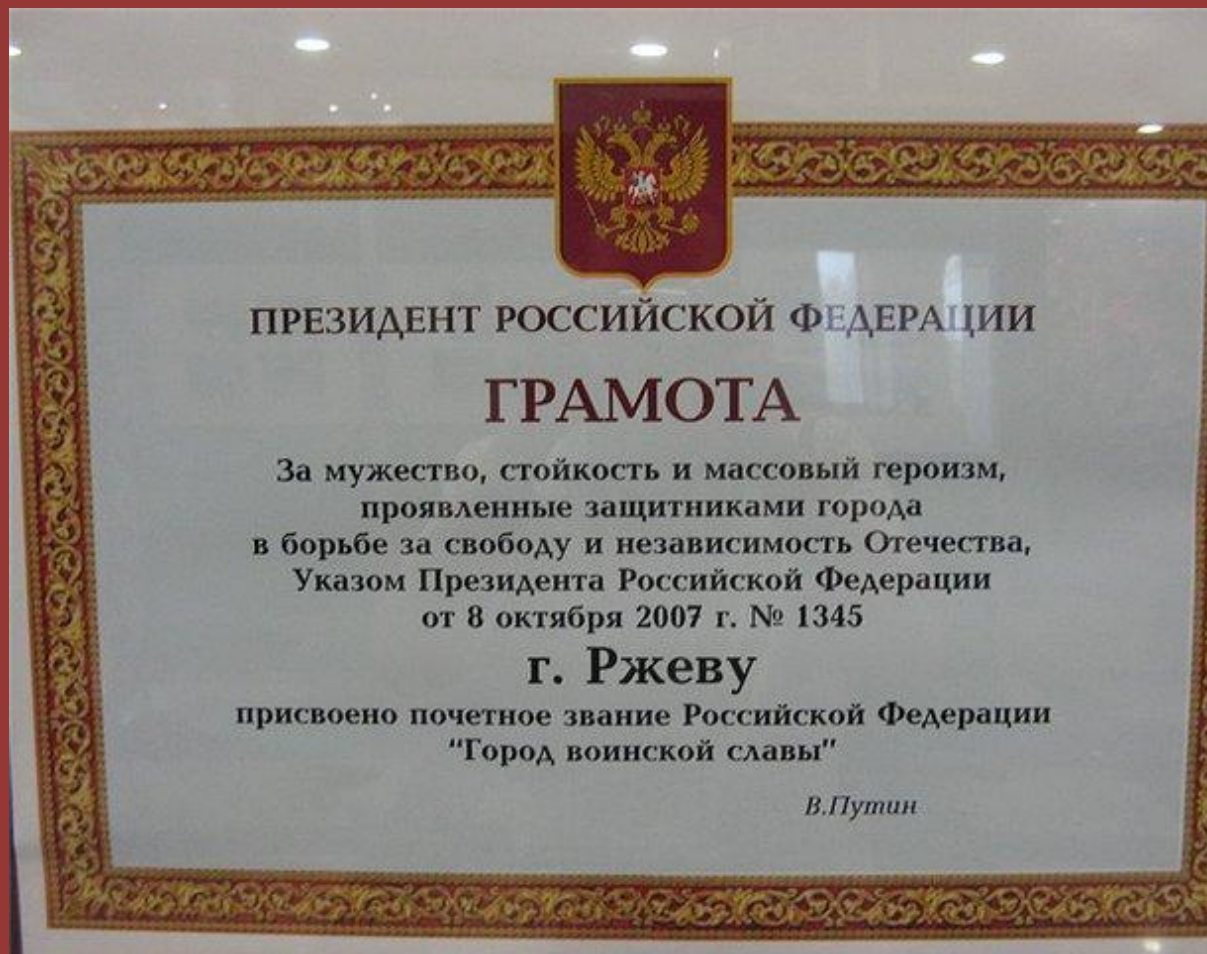 ПРЕЗИДЕНТ РОССИЙСКОЙ ФЕДЕРАЦИИ
ГРАМОТА
За мужество, стойкость и массовый героизм,
проявленные защитниками города
в борьбе за свободу и независимость Отечества,
Указом Президента Российской Федерации
от 8 октября 2007 г. № 1345
г. Ржеву
присвоено почетное звание Российской Федерации
"Город воинской славы"
В.Путин